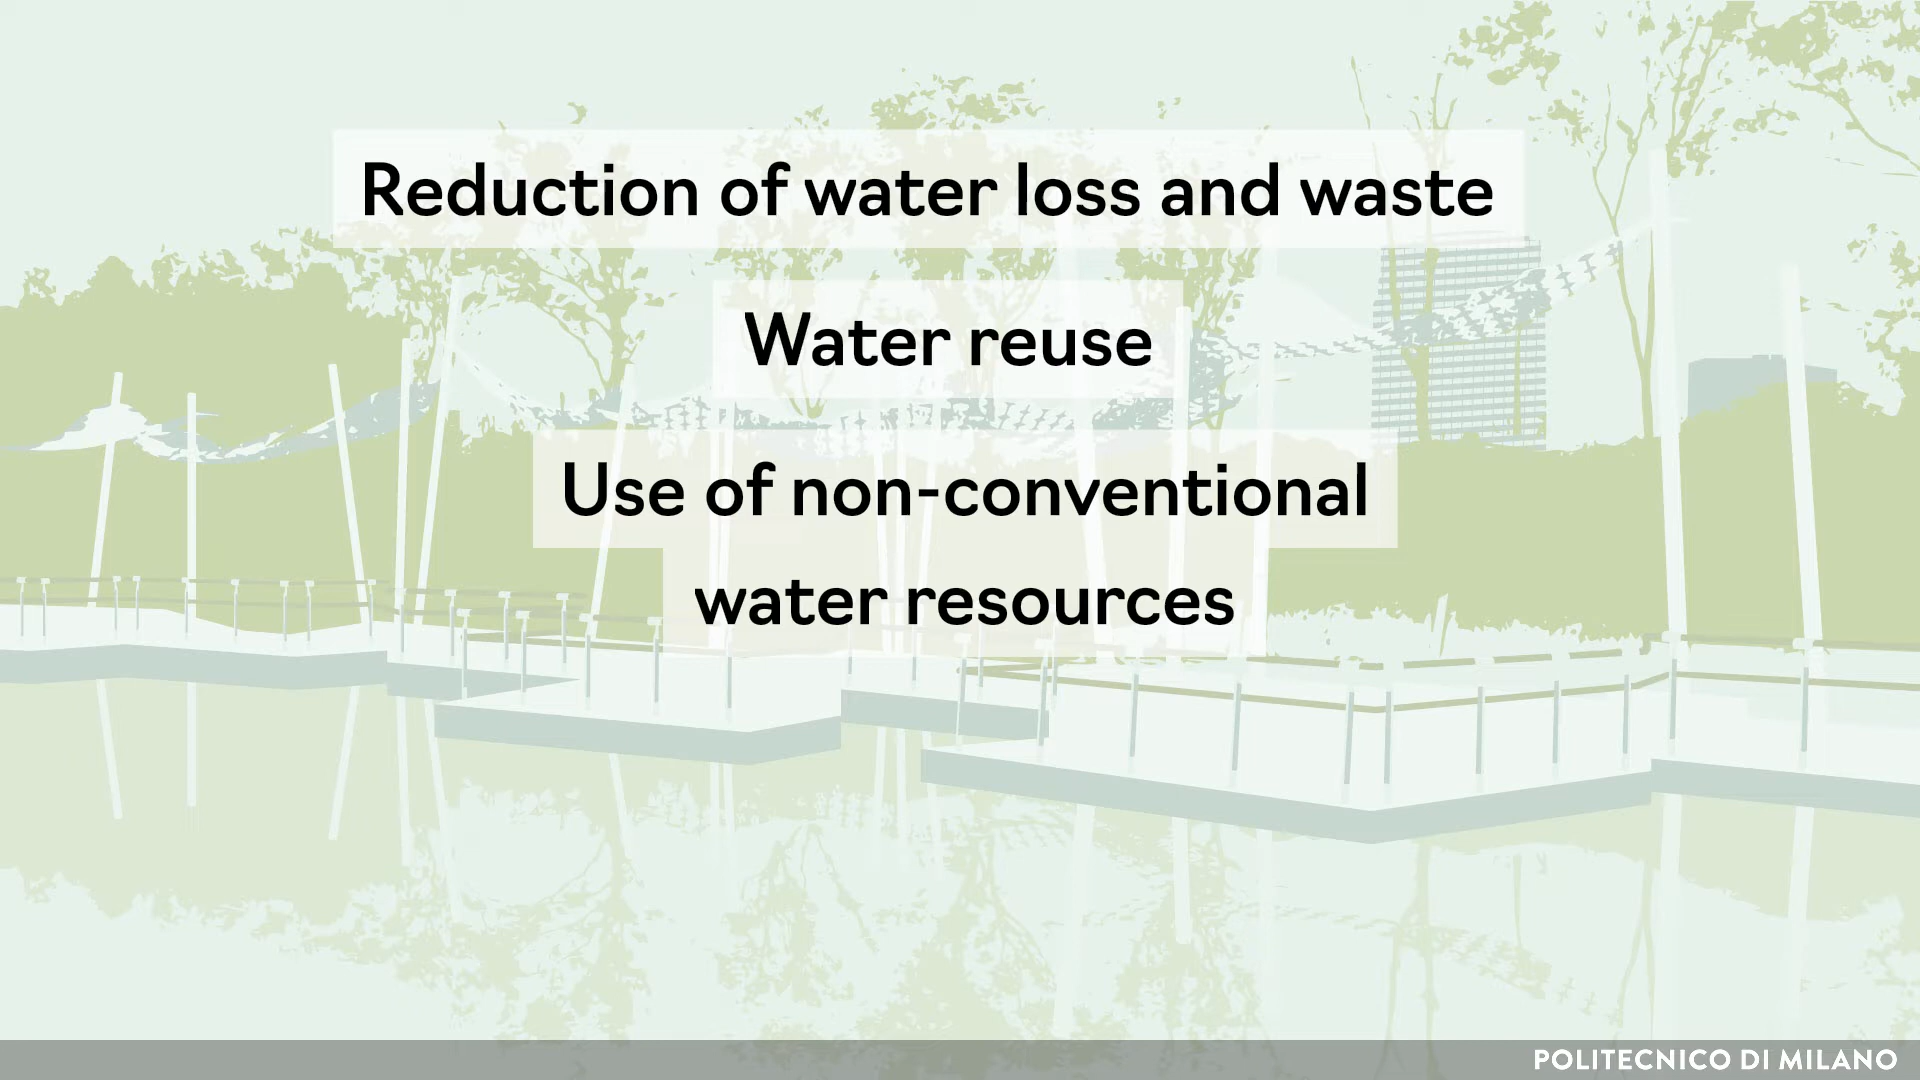 Reduction of water loss and waste
Water reuse
Use of non-conventional
water resources
POLITECNICO DI MILANO